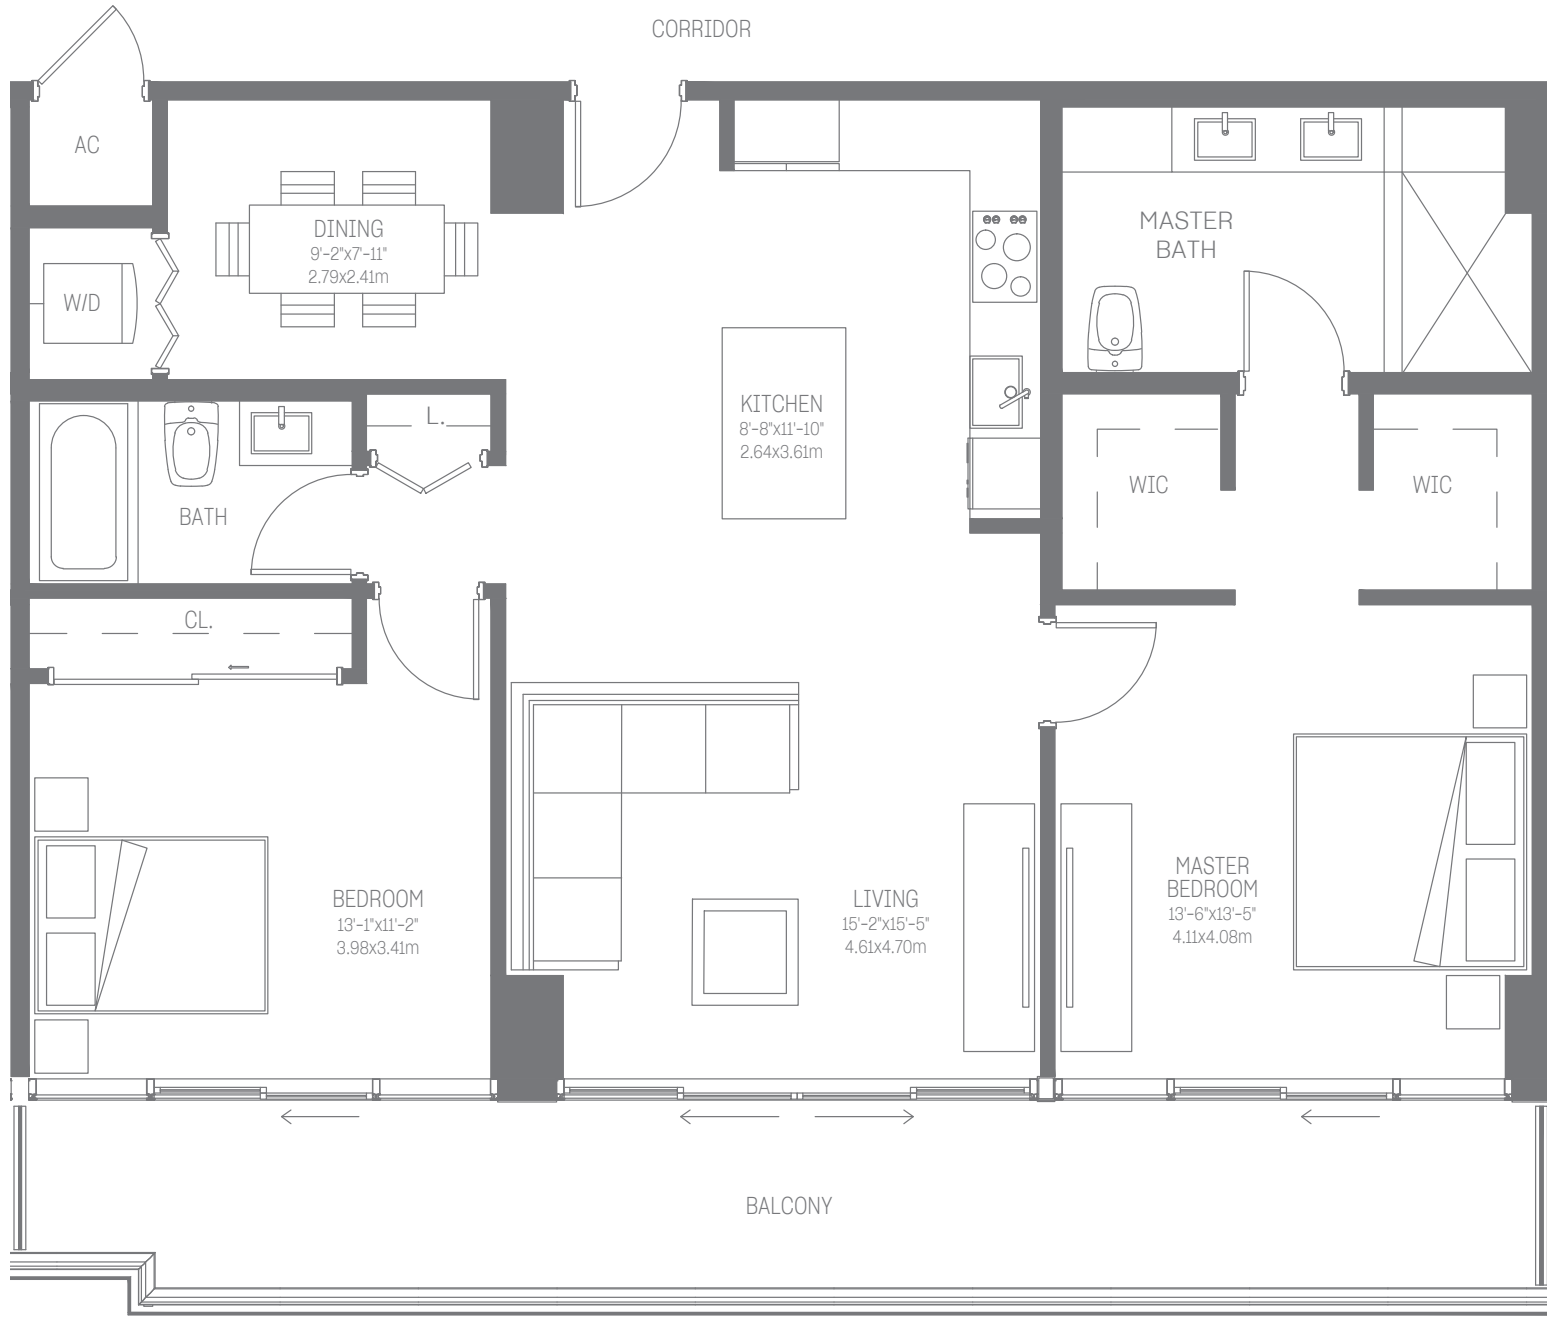 CORRIDOR
AC
DINING
9'-2"x7'-11"
2.79x2.41m
MASTER
BATH
W/D
KITCHEN
8'-8"x11'-10"
2.64x3.61m
L.
BATH
WIC
WIC
CL.
BEDROOM
13'-1"x11'-2"
3.98x3.41m
LIVING
15'-2"x15'-5"
4.61x4.70m
MASTER
BEDROOM
13'-6"x13'-5"
4.11x4.08m
BALCONY